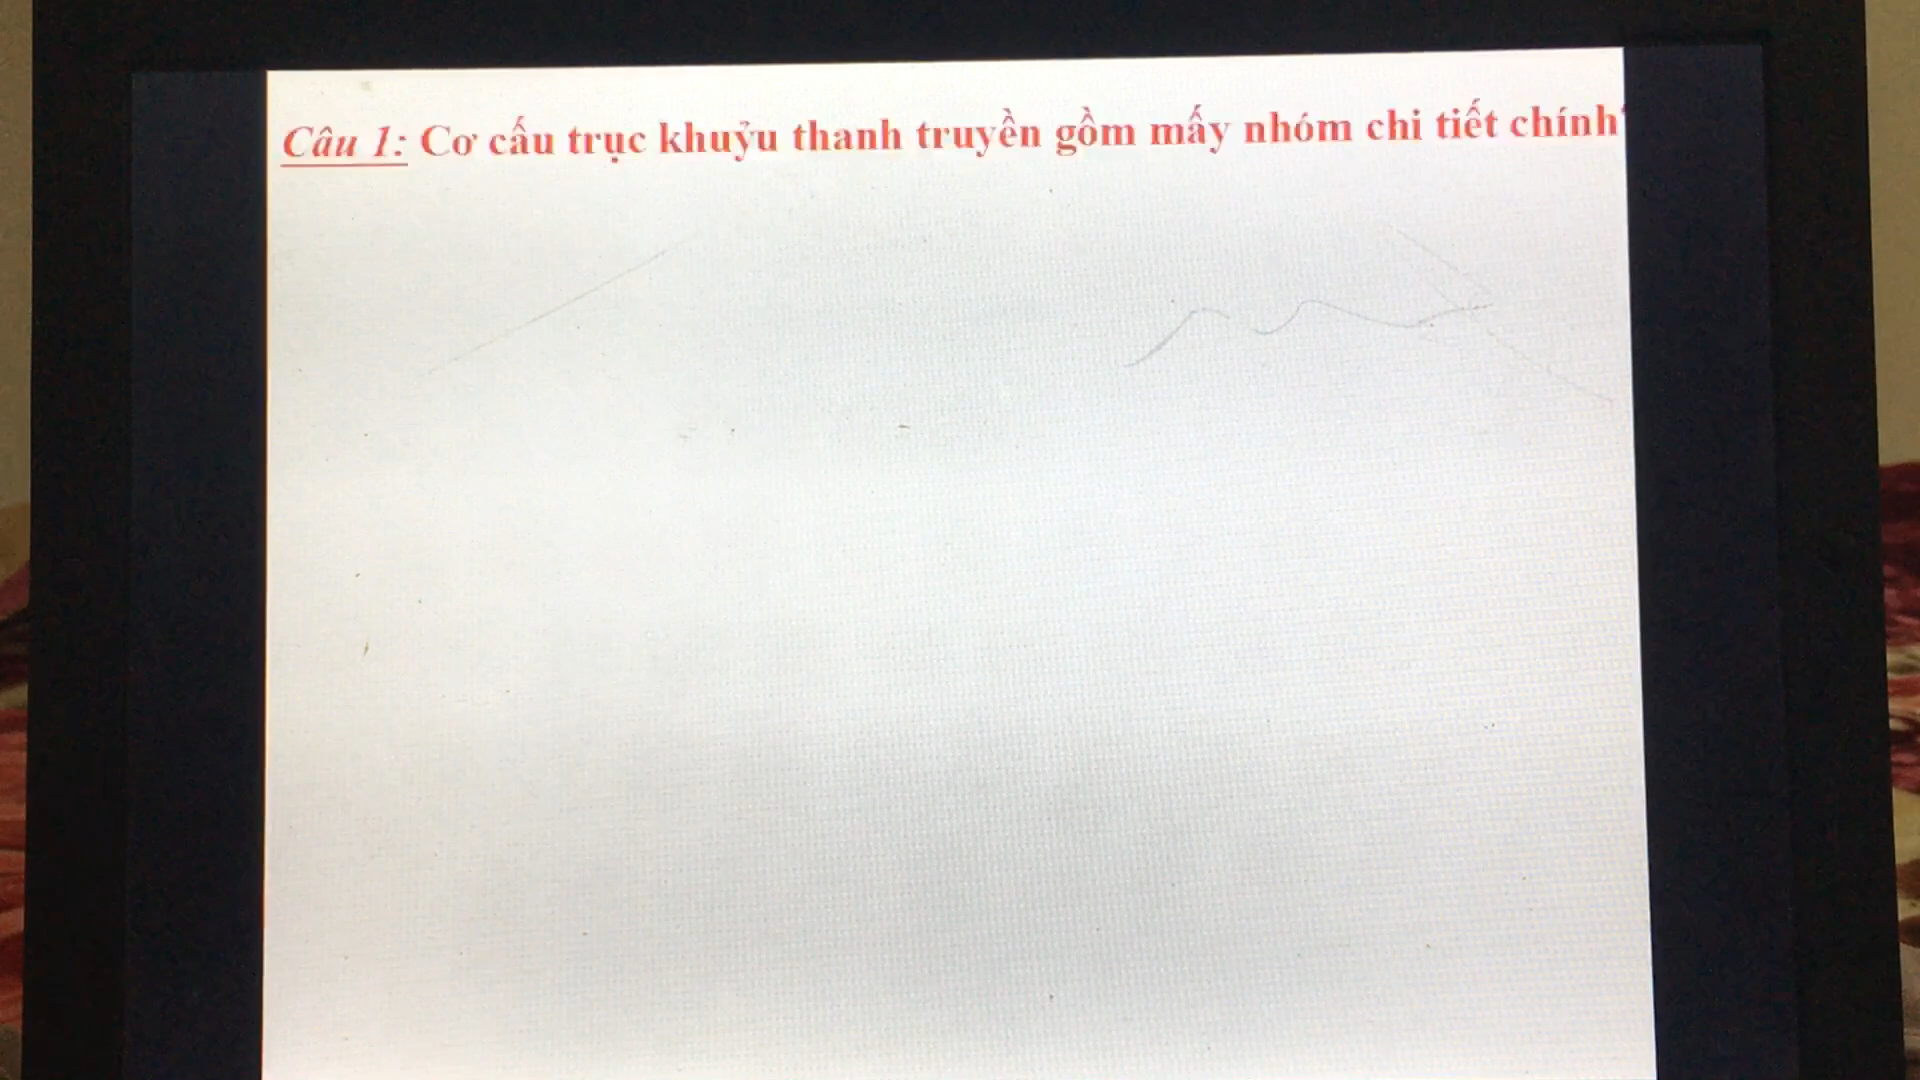 Câu 1: Cơ cấu trục khuỷu thanh truyền gồm mấy nhóm chi tiết chính